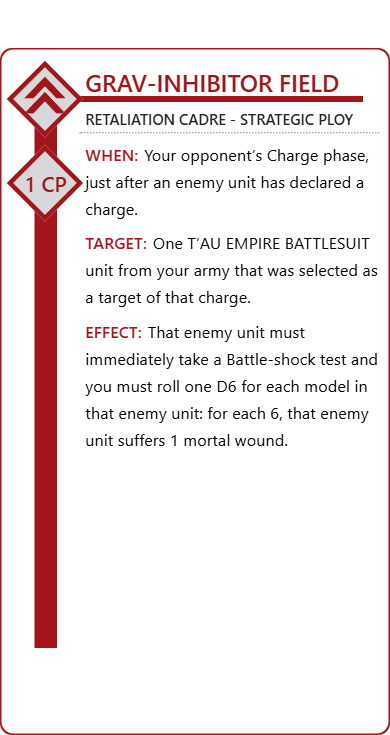 GRAV-INHIBITOR FIELD
RETALIATION CADRE - STRATEGIC PLOY
1 CP
WHEN: Your opponent’s Charge phase,
just after an enemy unit has declared a
charge.
TARGET: One T’AU EMPIRE BATTLESUIT
unit from your army that was selected as
a target of that charge.
EFFECT: That enemy unit must
immediately take a Battle-shock test and
you must roll one D6 for each model in
that enemy unit: for each 6, that enemy
unit suffers 1 mortal wound.